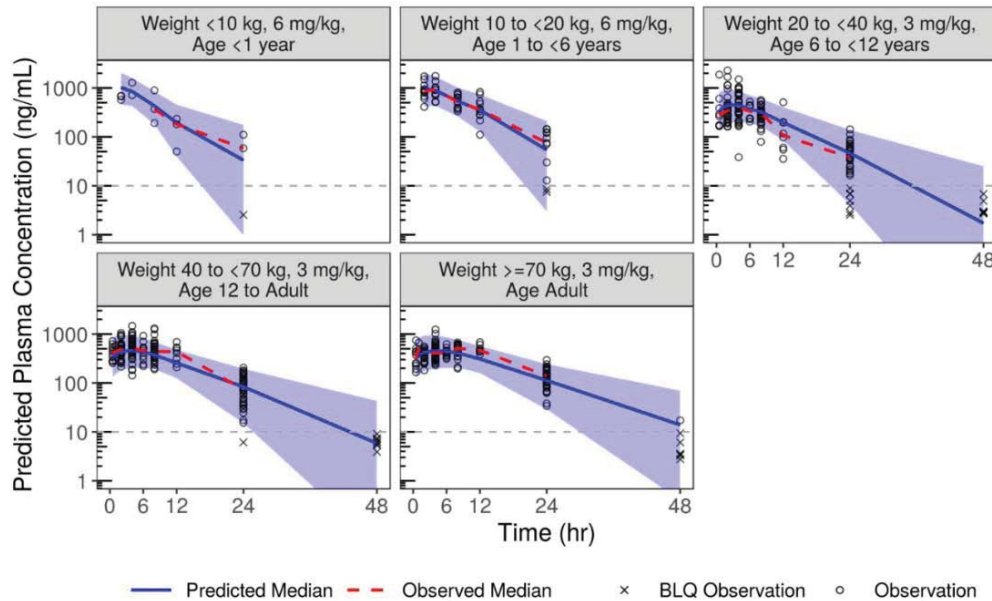 Weight <10 kg, 6 mg/kg,
Age <1 year
Weight 10 to <20 kg, 6 mg/kg,
Age 1 to <6 years
Weight 20 to <40 kg, 3 mg/kg,
Age 6 to <12 years
1000
100
10
1
Weight 40 to <70 kg, 3 mg/kg,
Age 12 to Adult
Weight >=70 kg, 3 mg/kg,
Age Adult
0 6 12 24 48
1000
100
10
1
0 6 12 24 48
0 6 12 24 48
Predicted Plasma Concentration (ng/mL)
Time (hr)
Predicted Median Observed Median BLQ Observation Observation